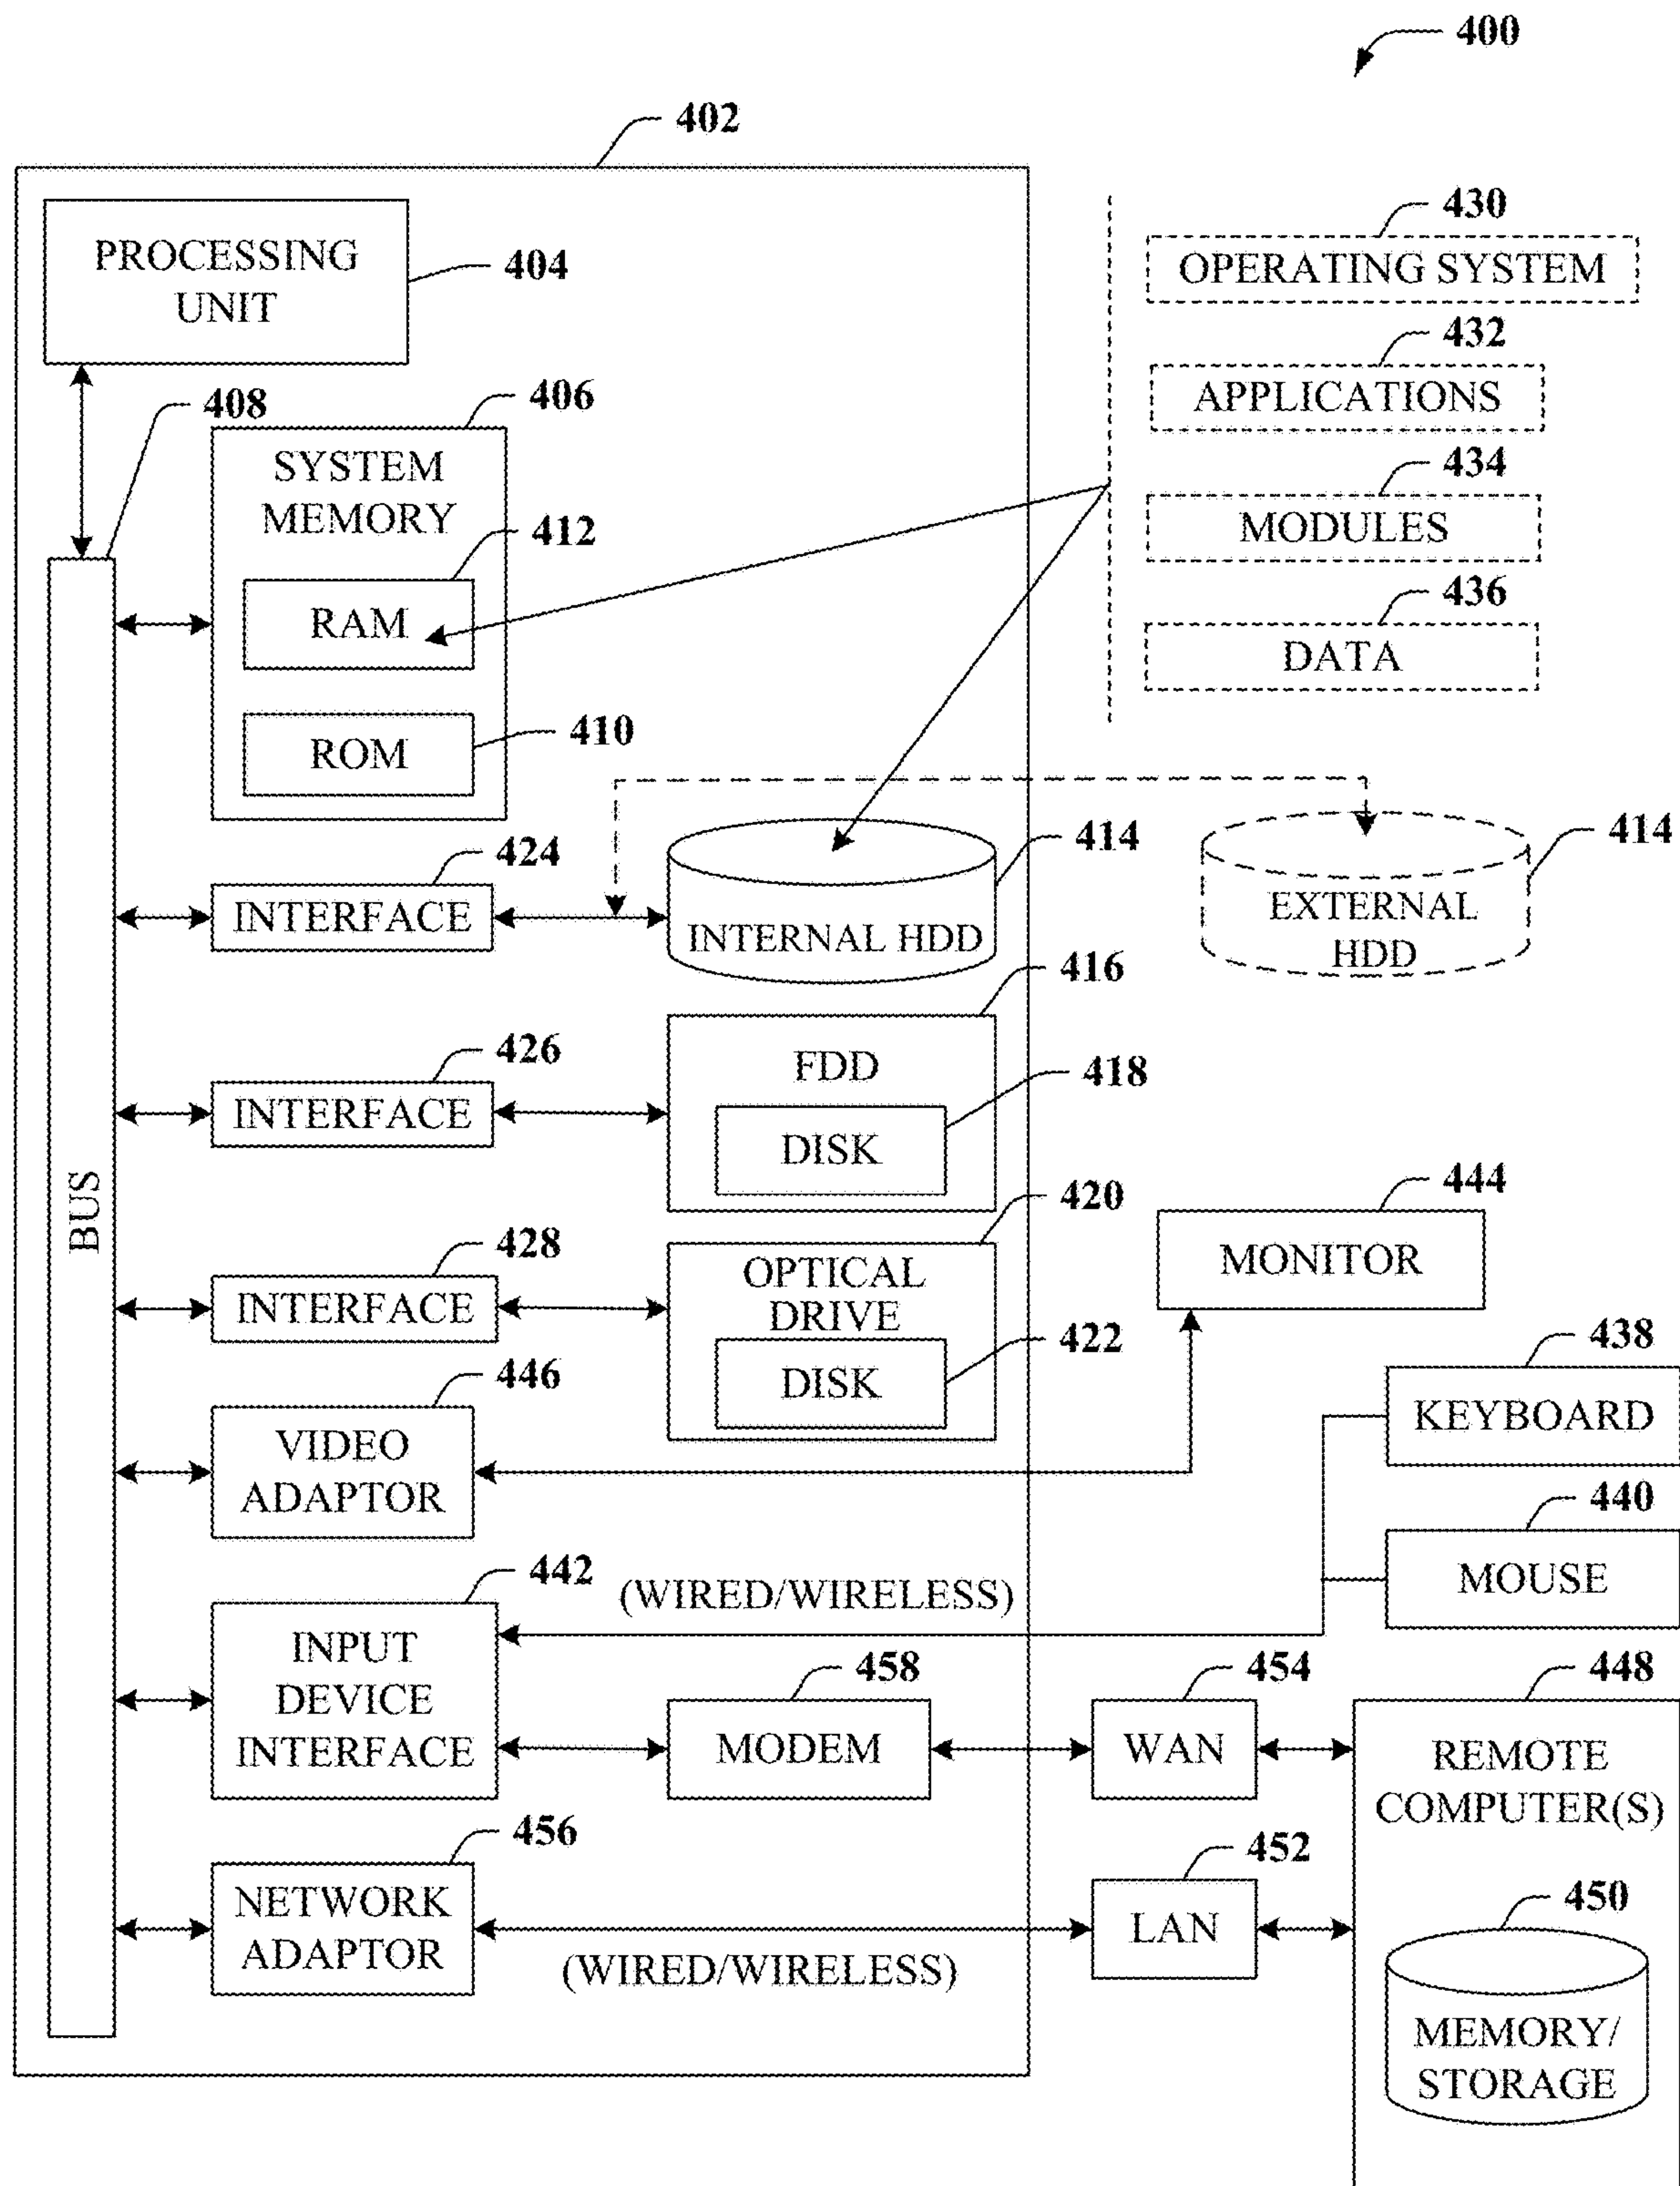 400
402
PROCESSING
UNIT
404
430
OPERATING SYSTEM
432
APPLICATIONS
434
MODULES
436
DATA
408
406
SYSTEM
MEMORY
412
RAM
410
ROM
424
INTERFACE
414
INTERNAL HDD
414
EXTERNAL
HDD
416
FDD
426
INTERFACE
418
DISK
BUS
420
OPTICAL
DRIVE
428
INTERFACE
422
DISK
444
MONITOR
438
KEYBOARD
446
VIDEO
ADAPTOR
440
MOUSE
442
(WIRED/WIRELESS)
INPUT
DEVICE
INTERFACE
458
MODEM
454
WAN
448
REMOTE
COMPUTER(S)
456
NETWORK
ADAPTOR
(WIRED/WIRELESS)
452
LAN
450
MEMORY/
STORAGE